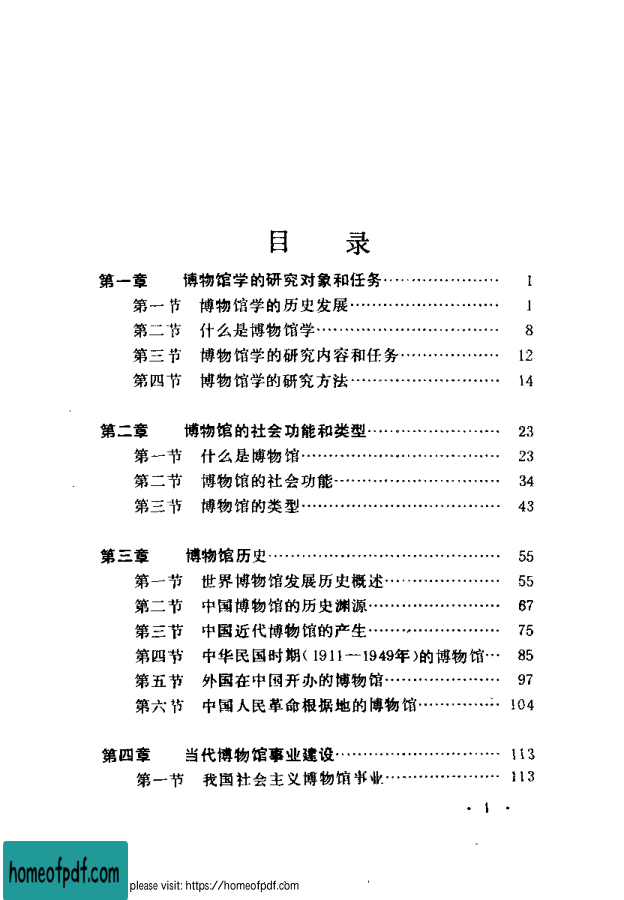 目 录
第一章 博物馆学的研究对象和任务………………… 1
第一节 博物馆学的历史发展……………………… 1
第二节 什么是博物馆学…………………………… 8
第三节 博物馆学的研究内容和任务……………… 12
第四节 博物馆学的研究方法……………………… 14
第二章 博物馆的社会功能和类型…………………… 23
第一节 什么是博物馆……………………………… 23
第二节 博物馆的社会功能………………………… 34
第三节 博物馆的类型……………………………… 43
第三章 博物馆历史…………………………………… 55
第一节 世界博物馆发展历史概述………………… 55
第二节 中国博物馆的历史渊源…………………… 67
第三节 中国近代博物馆的产生…………………… 75
第四节 中华民国时期(1911—1949年)的博物馆… 85
第五节 外国在中国开办的博物馆………………… 97
第六节 中国人民革命根据地的博物馆…………… 104
第四章 当代博物馆事业建设………………………… 113
第一节 我国社会主义博物馆事业………………… 113
· 1 ·
homeofpdf.com
please visit: https://homeofpdf.com